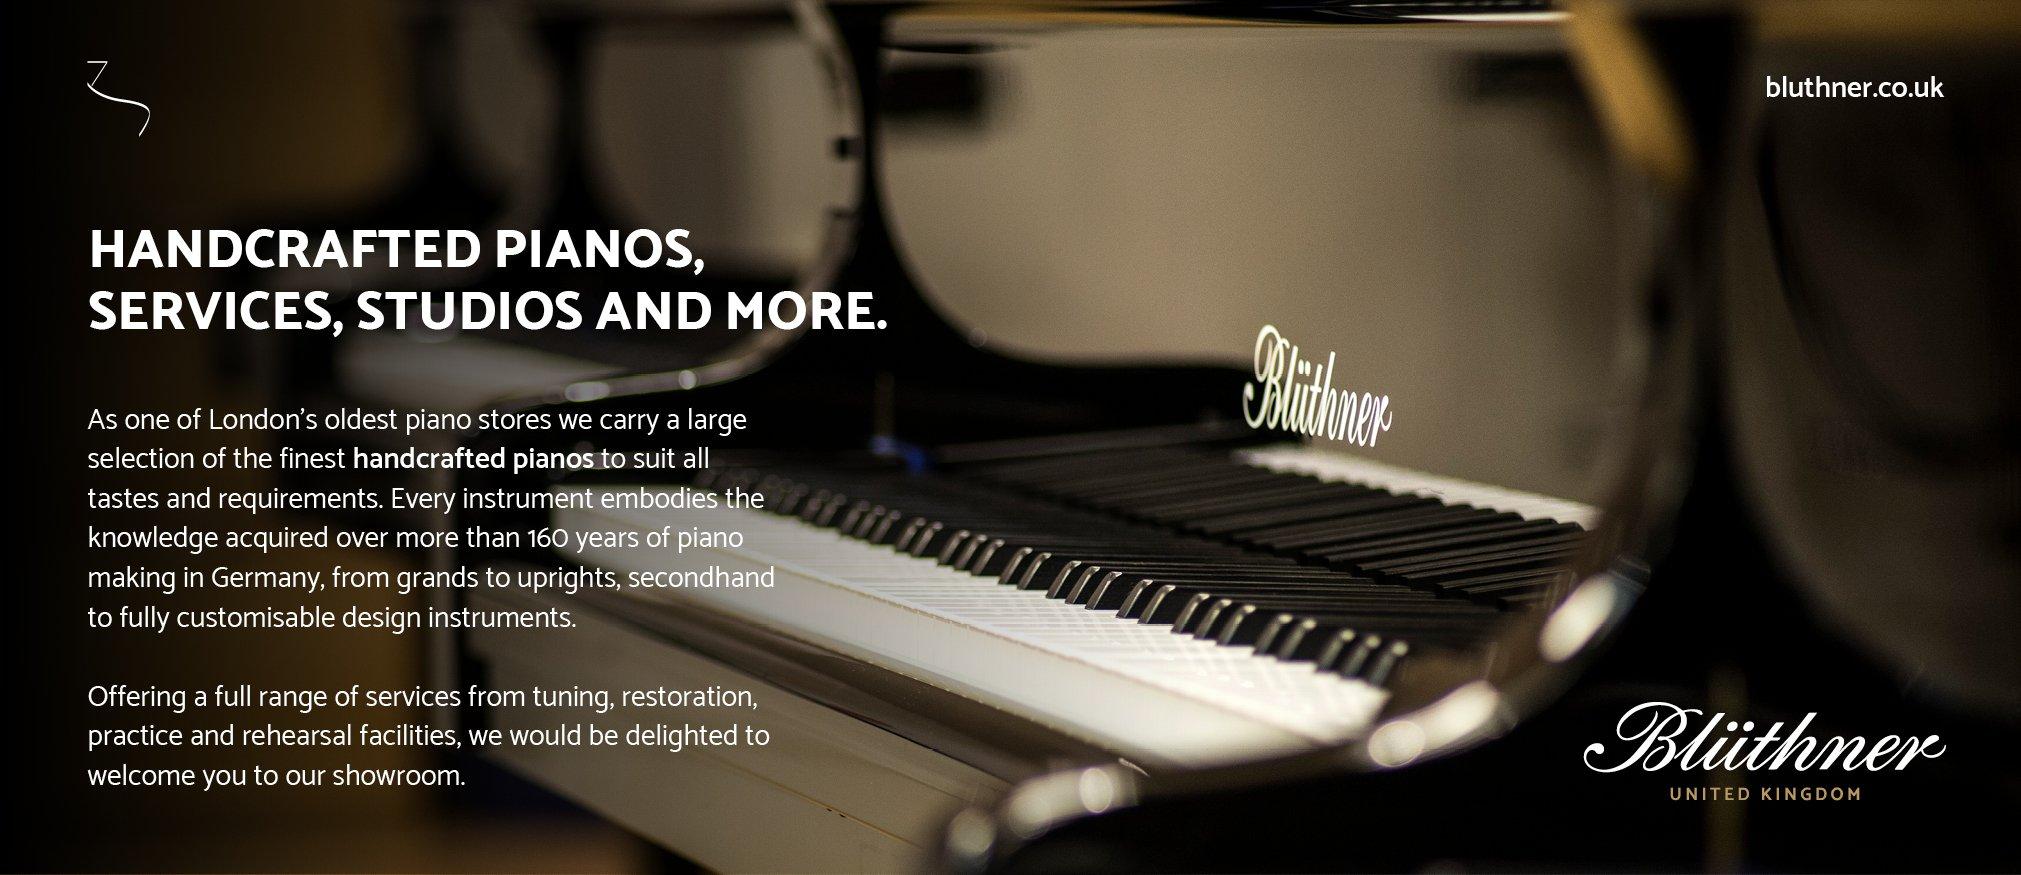 bluthner.co.uk
HANDCRAFTED PIANOS,
SERVICES, STUDIOS AND MORE.
As one of London’s oldest piano stores we carry a large
selection of the finest handcrafted pianos to suit all
tastes and requirements. Every instrument embodies the
knowledge acquired over more than 160 years of piano
making in Germany, from grands to uprights, secondhand
to fully customisable design instruments.
Offering a full range of services from tuning, restoration,
practice and rehearsal facilities, we would be delighted to
welcome you to our showroom.
Blüthner
Blüthner
UNITED KINGDOM